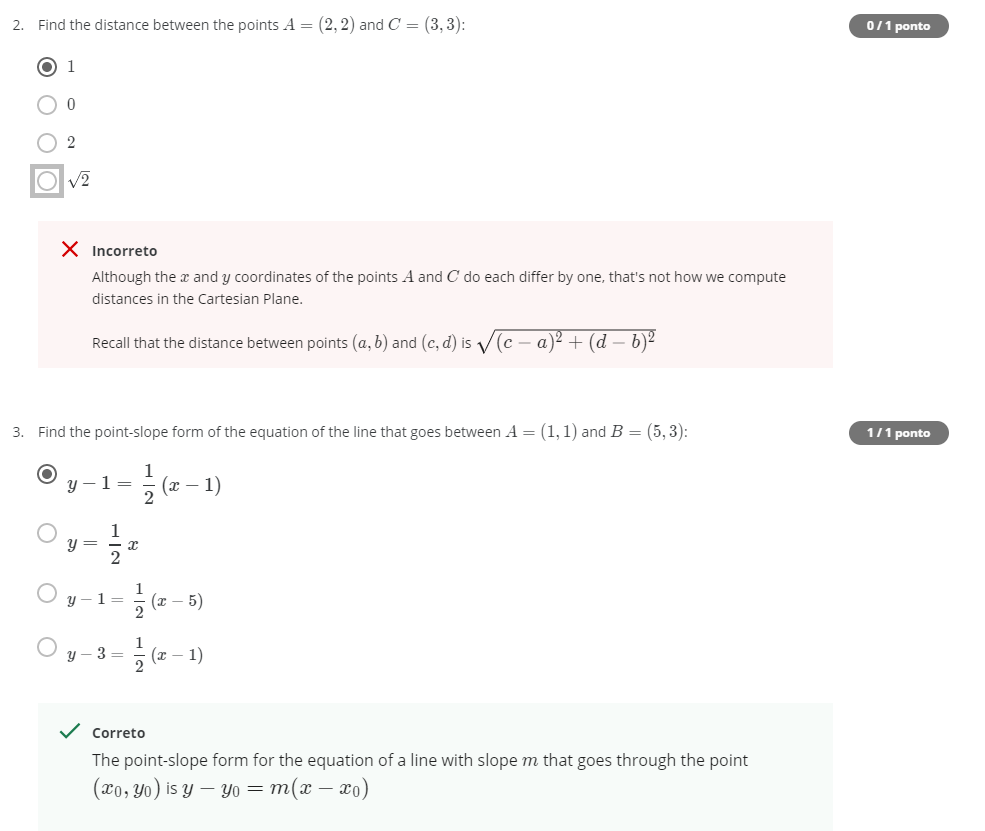 2. Find the distance between the points A = (2, 2) and C = (3, 3):
0 / 1 ponto
1
0
2
√2
Incorreto
Although the x and y coordinates of the points A and C do each differ by one, that's not how we compute
distances in the Cartesian Plane.
Recall that the distance between points (a, b) and (c, d) is √((c − a)² + (d − b)²)
3. Find the point-slope form of the equation of the line that goes between A = (1, 1) and B = (5, 3):
1 / 1 ponto
y − 1 = 1/2 (x − 1)
y = 1/2 x
y − 1 = 1/2 (x − 5)
y − 3 = 1/2 (x − 1)
Correto
The point-slope form for the equation of a line with slope m that goes through the point
(x₀, y₀) is y − y₀ = m(x − x₀)